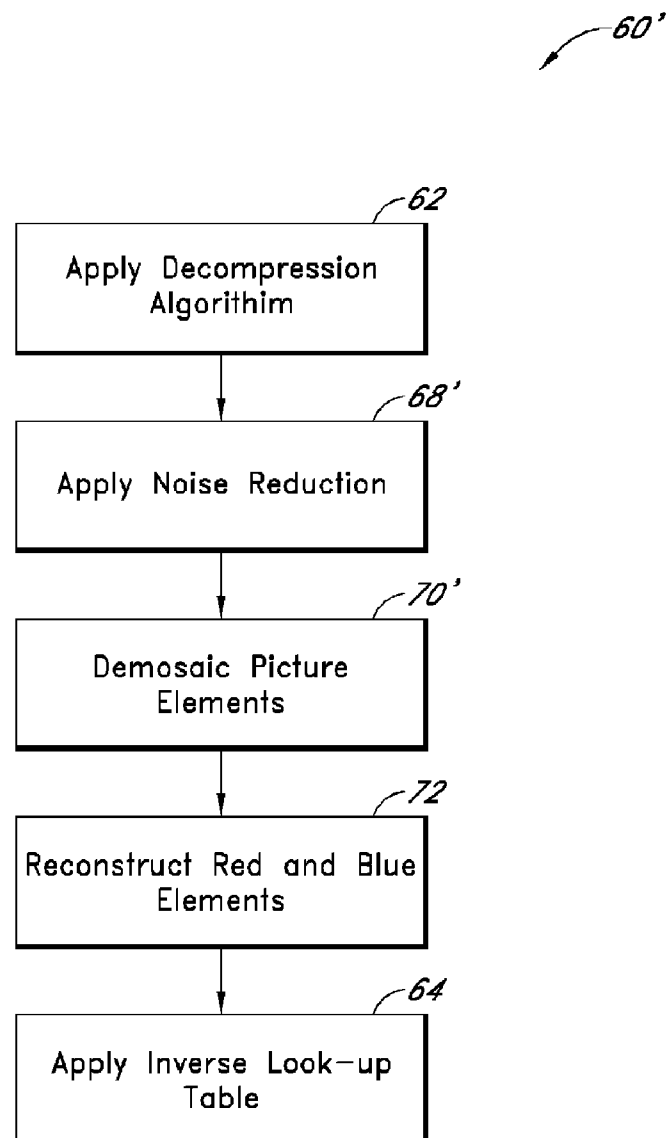 60'
62
Apply Decompression
Algorithim
68'
Apply Noise Reduction
70'
Demosaic Picture
Elements
72
Reconstruct Red and Blue
Elements
64
Apply Inverse Look-up
Table